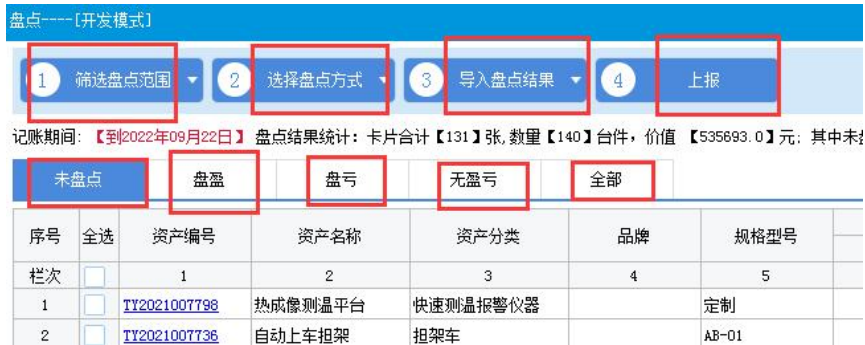 盘点----[开发模式]
1 筛选盘点范围 2 选择盘点方式 3 导入盘点结果 4 上报
记账期间: 【到2022年09月22日】 盘点结果统计: 卡片合计【131】张,数量【140】台件, 价值 【535693.0】元; 其中未
未盘点 盘盈 盘亏 无盈亏 全部
序号 全选 资产编号 资产名称 资产分类 品牌 规格型号
栏次 1 2 3 4 5
1 TY2021007798 热成像测温平台 快速测温报警仪器 定制
2 TY2021007736 自动上车担架 担架车 AB-01